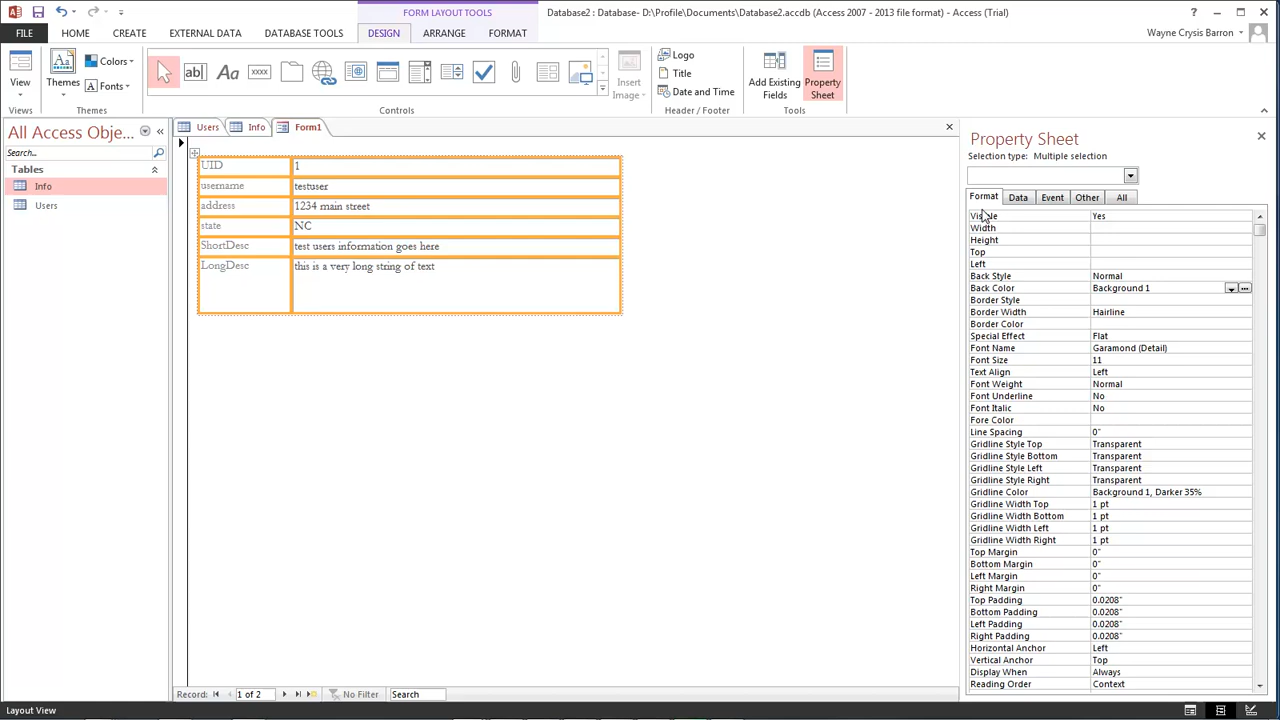 FORM LAYOUT TOOLS
Database2 : Database- D:\Profile\Documents\Database2.accdb (Access 2007 - 2013 file format) - Access (Trial)
FILE HOME CREATE EXTERNAL DATA DATABASE TOOLS DESIGN ARRANGE FORMAT
Wayne Crysis Barron
View
Views
Themes
Colors
Fonts
Themes
ab|
Aa
xxxx
Controls
Insert
Image
Logo
Title
Date and Time
Header / Footer
Add Existing
Fields
Property
Sheet
Tools
All Access Obje...
Search...
Tables
Info
Users
Users Info Form1
UID 1
username testuser
address 1234 main street
state NC
ShortDesc test users information goes here
LongDesc this is a very long string of text
Record: 1 of 2 No Filter Search
Property Sheet
Selection type: Multiple selection
Format Data Event Other All
Visible Yes
Width
Height
Top
Left
Back Style Normal
Back Color Background 1
Border Style
Border Width Hairline
Border Color
Special Effect Flat
Font Name Garamond (Detail)
Font Size 11
Text Align Left
Font Weight Normal
Font Underline No
Font Italic No
Fore Color
Line Spacing 0"
Gridline Style Top Transparent
Gridline Style Bottom Transparent
Gridline Style Left Transparent
Gridline Style Right Transparent
Gridline Color Background 1, Darker 35%
Gridline Width Top 1 pt
Gridline Width Bottom 1 pt
Gridline Width Left 1 pt
Gridline Width Right 1 pt
Top Margin 0"
Bottom Margin 0"
Left Margin 0"
Right Margin 0"
Top Padding 0.0208"
Bottom Padding 0.0208"
Left Padding 0.0208"
Right Padding 0.0208"
Horizontal Anchor Left
Vertical Anchor Top
Display When Always
Reading Order Context
Layout View